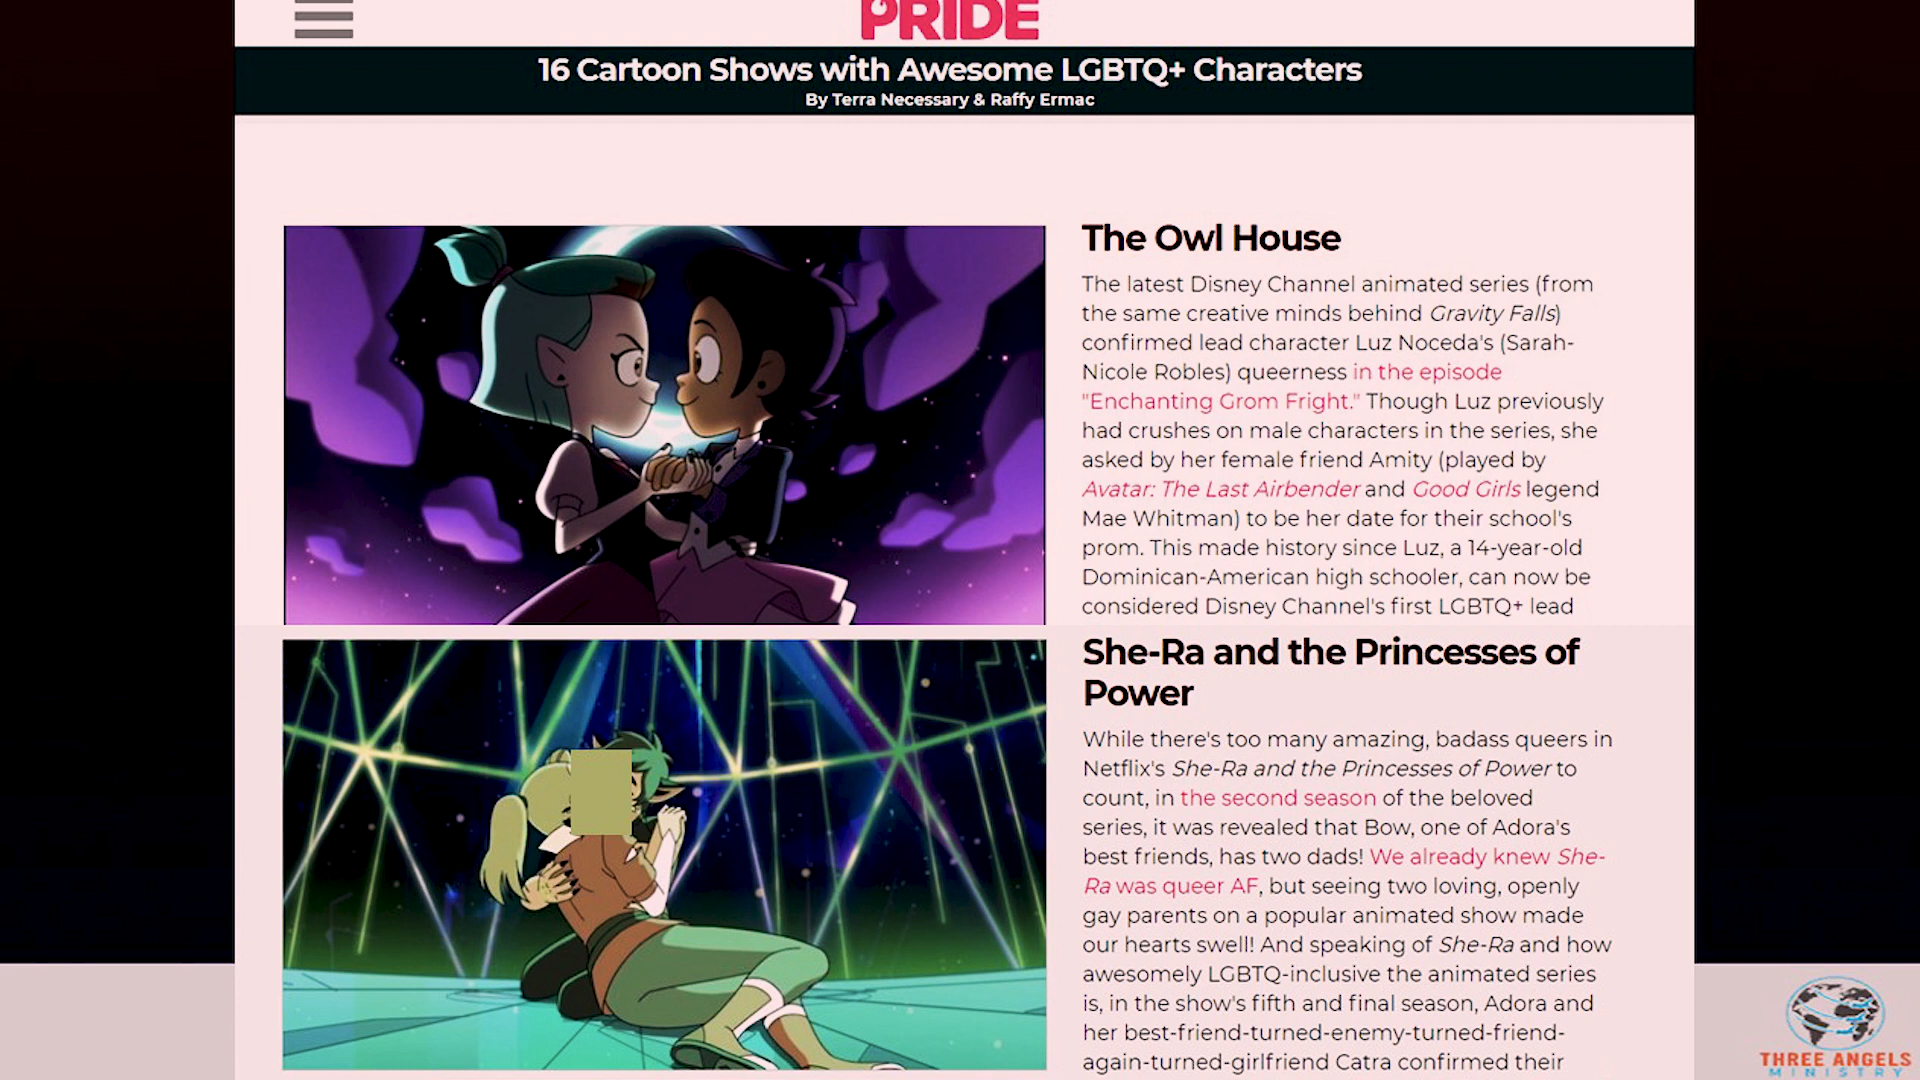 PRIDE
16 Cartoon Shows with Awesome LGBTQ+ Characters
By Terra Necessary & Raffy Ermac
The Owl House
The latest Disney Channel animated series (from
the same creative minds behind Gravity Falls)
confirmed lead character Luz Noceda's (Sarah-
Nicole Robles) queerness in the episode
"Enchanting Grom Fright." Though Luz previously
had crushes on male characters in the series, she
asked by her female friend Amity (played by
Avatar: The Last Airbender and Good Girls legend
Mae Whitman) to be her date for their school's
prom. This made history since Luz, a 14-year-old
Dominican-American high schooler, can now be
considered Disney Channel's first LGBTQ+ lead
She-Ra and the Princesses of
Power
While there's too many amazing, badass queers in
Netflix's She-Ra and the Princesses of Power to
count, in the second season of the beloved
series, it was revealed that Bow, one of Adora's
best friends, has two dads! We already knew She-
Ra was queer AF, but seeing two loving, openly
gay parents on a popular animated show made
our hearts swell! And speaking of She-Ra and how
awesomely LGBTQ-inclusive the animated series
is, in the show's fifth and final season, Adora and
her best-friend-turned-enemy-turned-friend-
again-turned-girlfriend Catra confirmed their
THREE ANGELS
MINISTRY